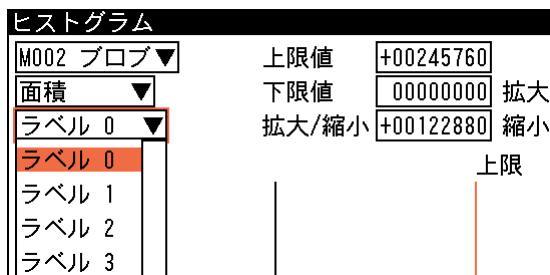 ヒストグラム
M002 ブロブ▼ 上限値 +00245760
面積 ▼ 下限値 00000000 拡大
ラベル 0 ▼ 拡大/縮小 +00122880 縮小
ラベル 0 上限
ラベル 1
ラベル 2
ラベル 3